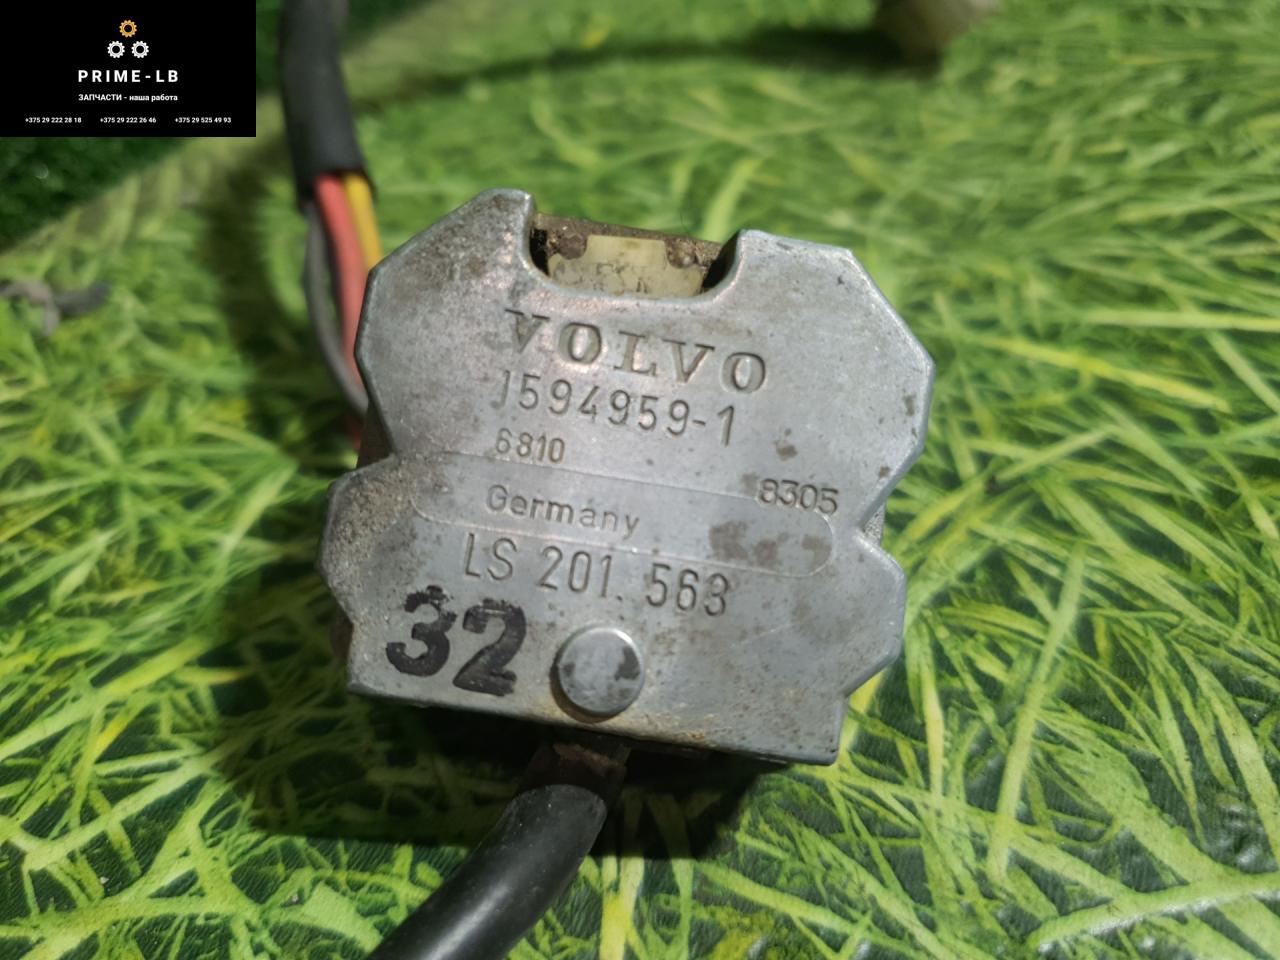 PRIME-LB
ЗАПЧАСТИ - наша работа
+375 29 222 28 18 +375 29 222 26 46 +375 29 525 49 93
VOLVO
1594959-1
6810
8305
Germany
LS 201. 563
32